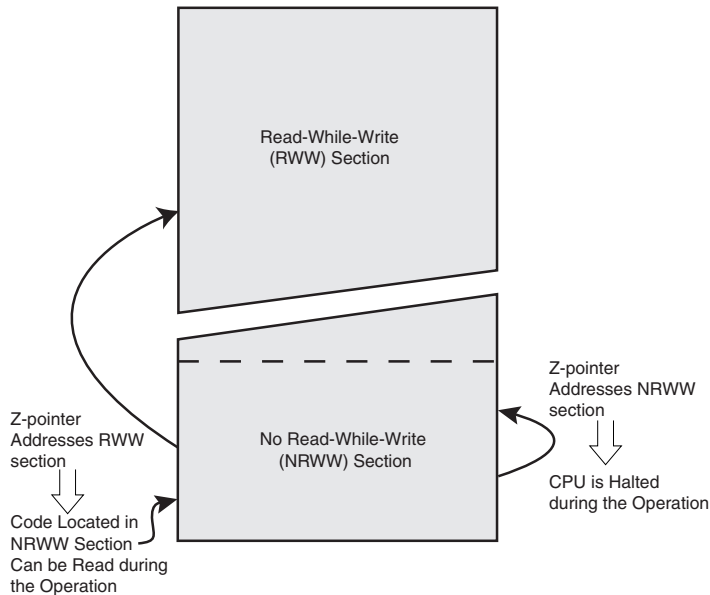 Read-While-Write
(RWW) Section
Z-pointer
Addresses NRWW
section
CPU is Halted
during the Operation
No Read-While-Write
(NRWW) Section
Z-pointer
Addresses RWW
section
Code Located in
NRWW Section
Can be Read during
the Operation